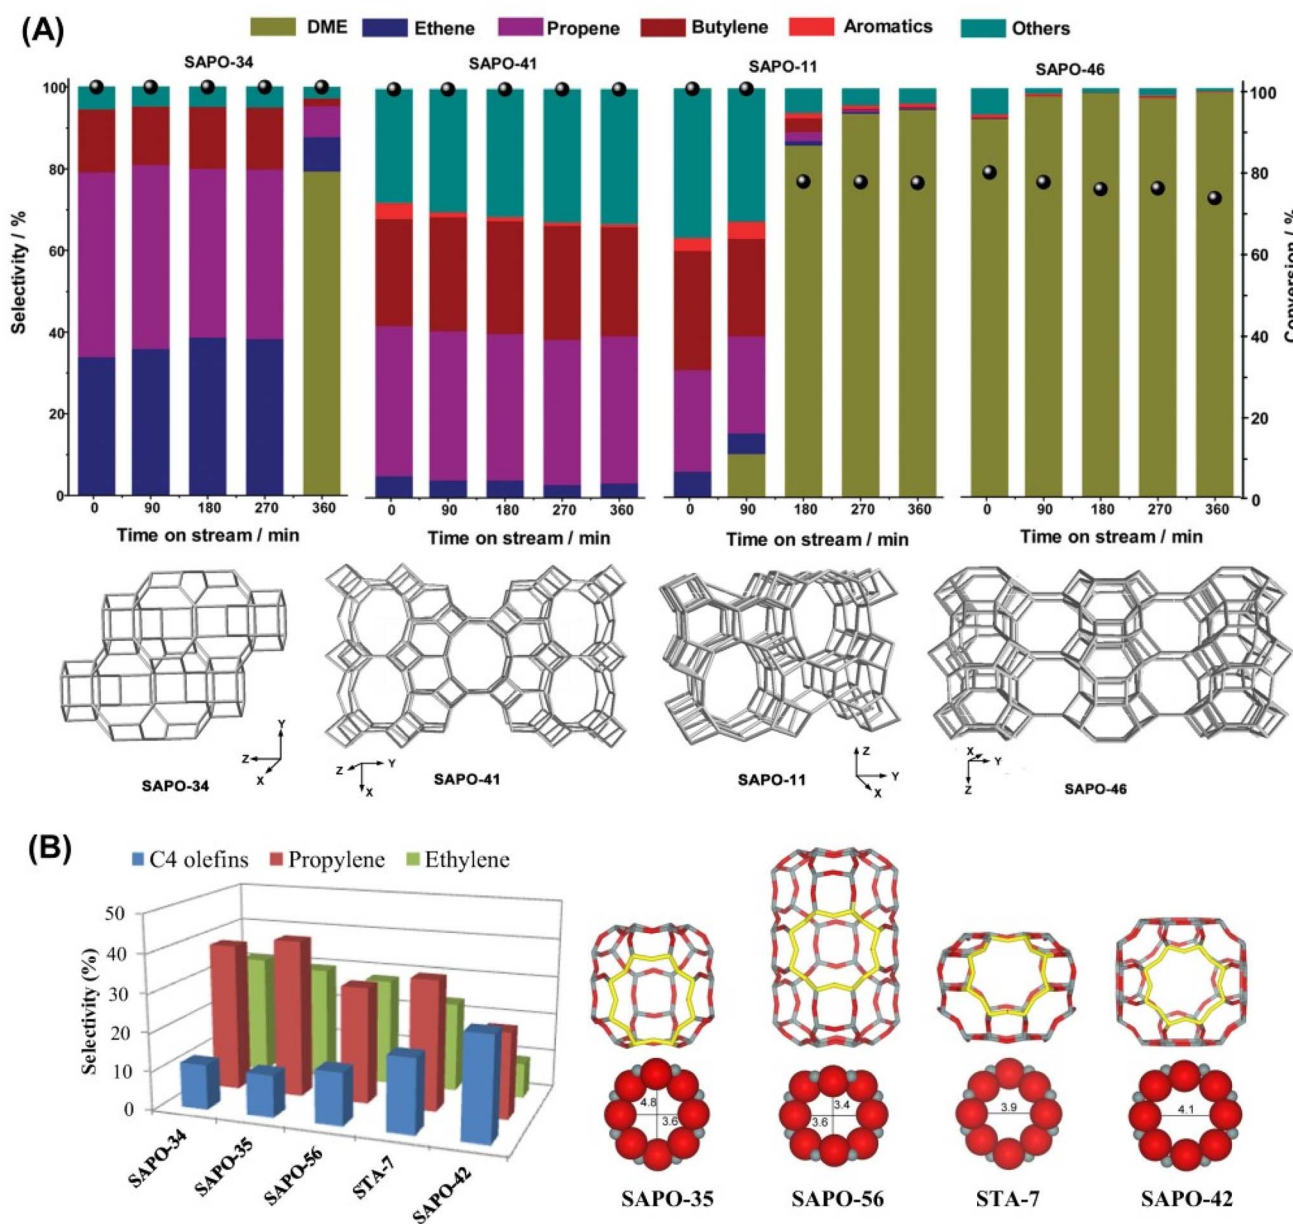 (A)
DME Ethene Propene Butylene Aromatics Others
SAPO-34 SAPO-41 SAPO-11 SAPO-46
Selectivity / %
100
80
60
40
20
0
Conversion / %
100
80
60
40
20
0
0 90 180 270 360 0 90 180 270 360 0 90 180 270 360 0 90 180 270 360
Time on stream / min Time on stream / min Time on stream / min Time on stream / min
Y
Z
X
SAPO-34
Z Y
X
SAPO-41
SAPO-11
Z
Y
X
X
Y
Z
SAPO-46
(B)
C4 olefins Propylene Ethylene
Selectivity (%)
50
40
30
20
10
0
SAPO-34
SAPO-35
SAPO-56
STA-7
SAPO-42
4.8
3.6
3.4
3.6
3.9
4.1
SAPO-35 SAPO-56 STA-7 SAPO-42